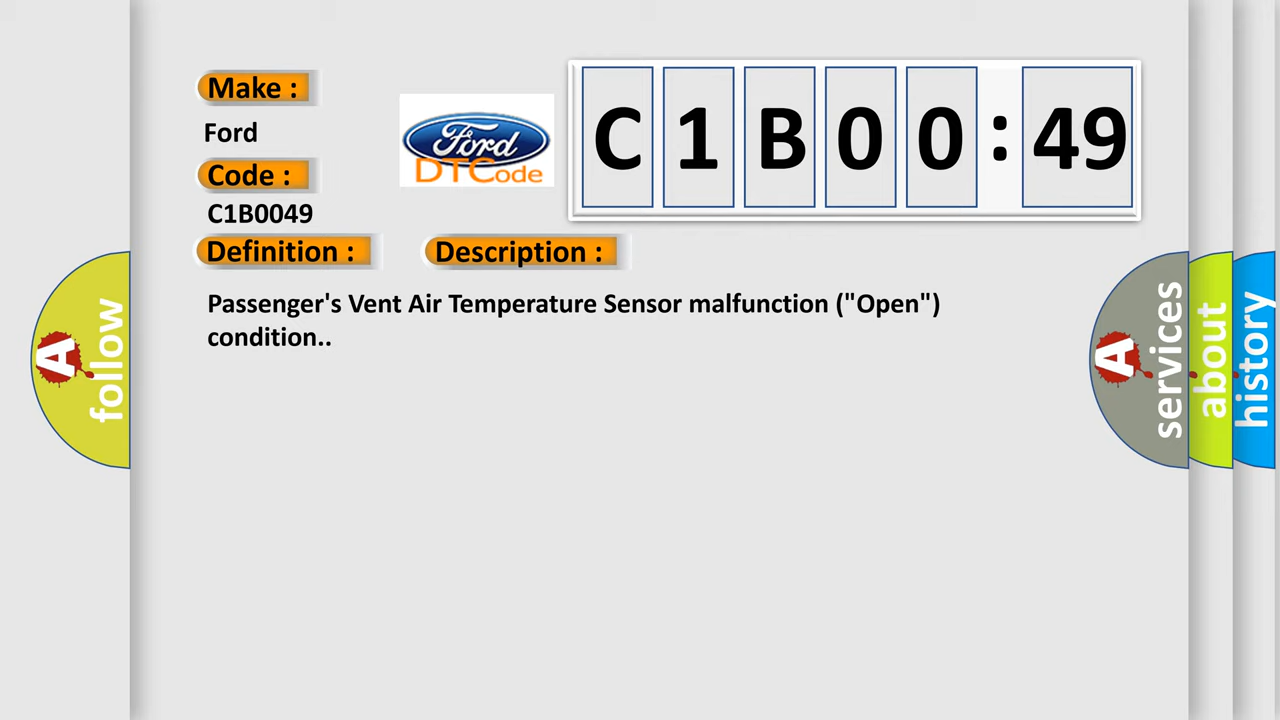 Make :
Ford
Ford
DTCode
C 1 B 0 0 : 49
Code :
C1B0049
Definition :
Description :
Passenger's Vent Air Temperature Sensor malfunction ("Open")
condition..
A
follow
A
services
about
history